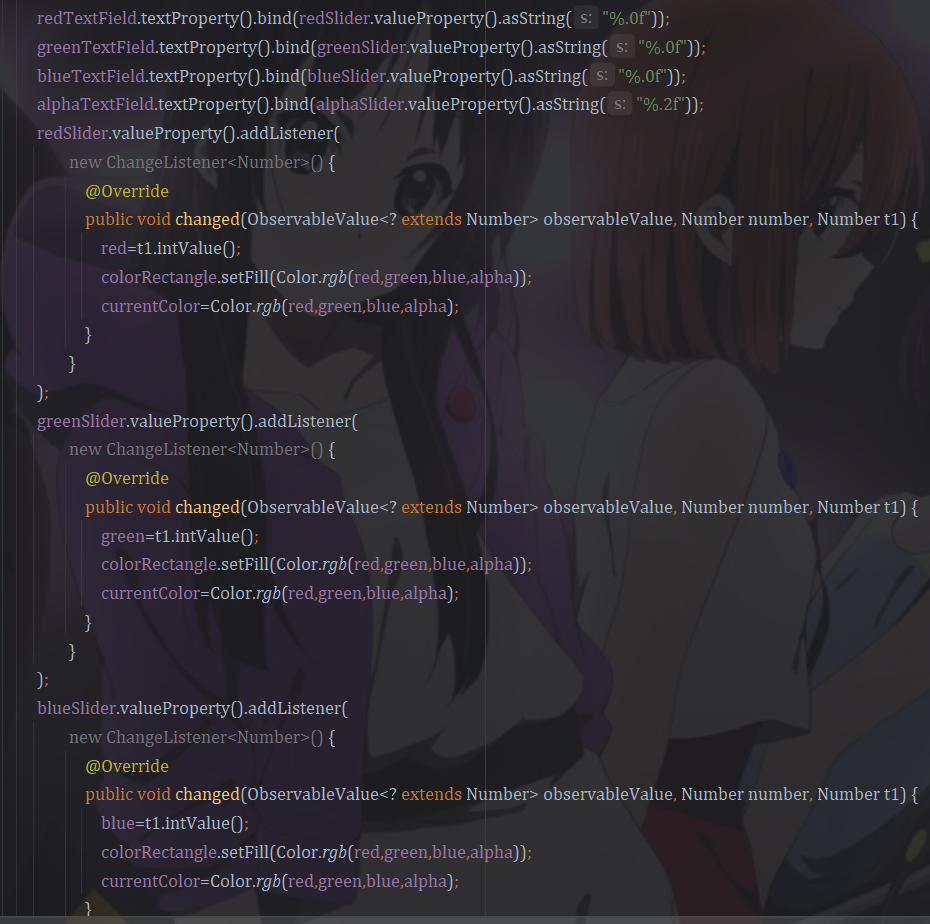 redTextField.textProperty().bind(redSlider.valueProperty().asString( s: "%.0f"));
greenTextField.textProperty().bind(greenSlider.valueProperty().asString( s: "%.0f"));
blueTextField.textProperty().bind(blueSlider.valueProperty().asString( s: "%.0f"));
alphaTextField.textProperty().bind(alphaSlider.valueProperty().asString( s: "%.2f"));
redSlider.valueProperty().addListener(
new ChangeListener<Number>() {
@Override
public void changed(ObservableValue<? extends Number> observableValue, Number number, Number t1) {
red=t1.intValue();
colorRectangle.setFill(Color.rgb(red,green,blue,alpha));
currentColor=Color.rgb(red,green,blue,alpha);
}
}
);
greenSlider.valueProperty().addListener(
new ChangeListener<Number>() {
@Override
public void changed(ObservableValue<? extends Number> observableValue, Number number, Number t1) {
green=t1.intValue();
colorRectangle.setFill(Color.rgb(red,green,blue,alpha));
currentColor=Color.rgb(red,green,blue,alpha);
}
}
);
blueSlider.valueProperty().addListener(
new ChangeListener<Number>() {
@Override
public void changed(ObservableValue<? extends Number> observableValue, Number number, Number t1) {
blue=t1.intValue();
colorRectangle.setFill(Color.rgb(red,green,blue,alpha));
currentColor=Color.rgb(red,green,blue,alpha);
}